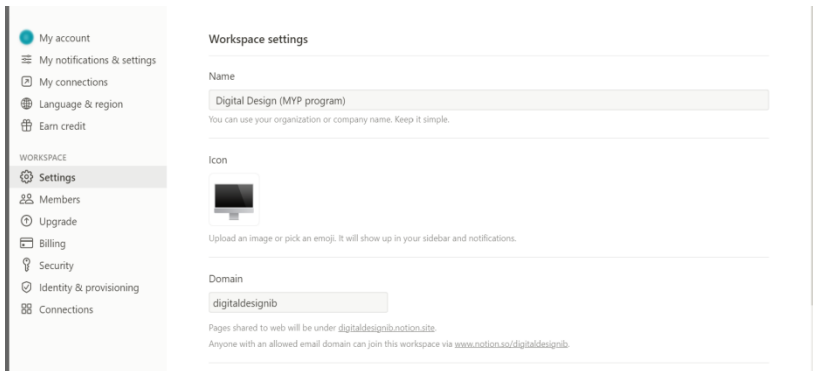 My account
My notifications & settings
My connections
Language & region
Earn credit
WORKSPACE
Settings
Members
Upgrade
Billing
Security
Identity & provisioning
Connections
Workspace settings
Name
Digital Design (MYP program)
You can use your organization or company name. Keep it simple.
Icon
Upload an image or pick an emoji. It will show up in your sidebar and notifications.
Domain
digitaldesignib
Pages shared to web will be under digitaldesignib.notion.site.
Anyone with an allowed email domain can join this workspace via www.notion.so/digitaldesignib.